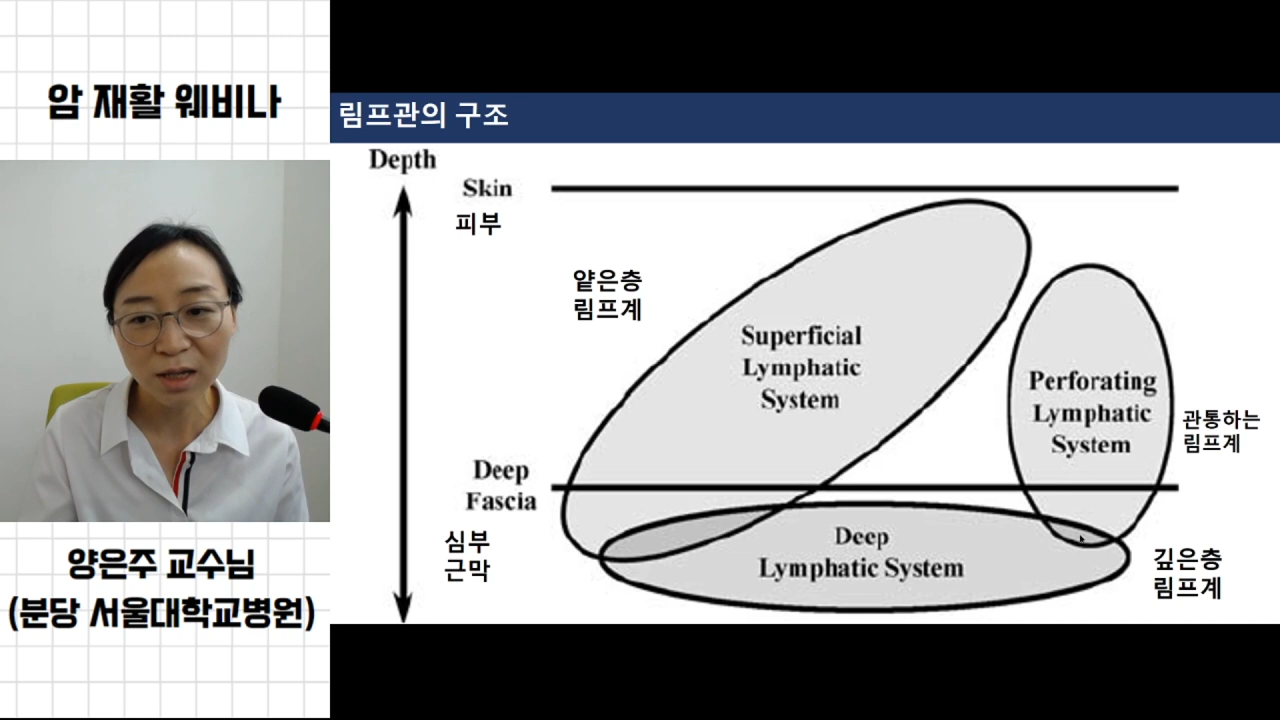 암 재활 웨비나
양은주 교수님
(분당 서울대학교병원)
림프관의 구조
Depth
Skin
피부
얕은층
림프계
Superficial
Lymphatic
System
Perforating
Lymphatic
System
관통하는
림프계
Deep
Fascia
심부
근막
Deep
Lymphatic System
깊은층
림프계